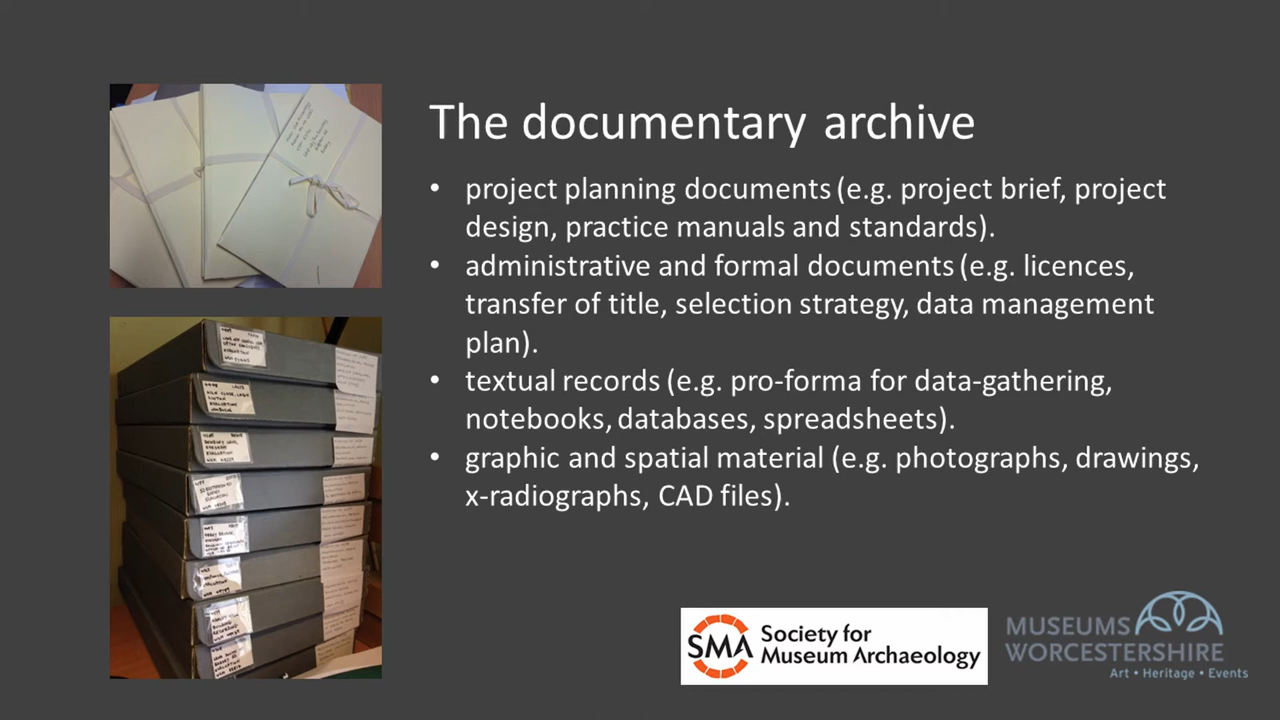 The documentary archive
• project planning documents (e.g. project brief, project
design, practice manuals and standards).
• administrative and formal documents (e.g. licences,
transfer of title, selection strategy, data management
plan).
• textual records (e.g. pro-forma for data-gathering,
notebooks, databases, spreadsheets).
• graphic and spatial material (e.g. photographs, drawings,
x-radiographs, CAD files).
SMA Society for
Museum Archaeology
MUSEUMS
WORCESTERSHIRE
Art • Heritage • Events